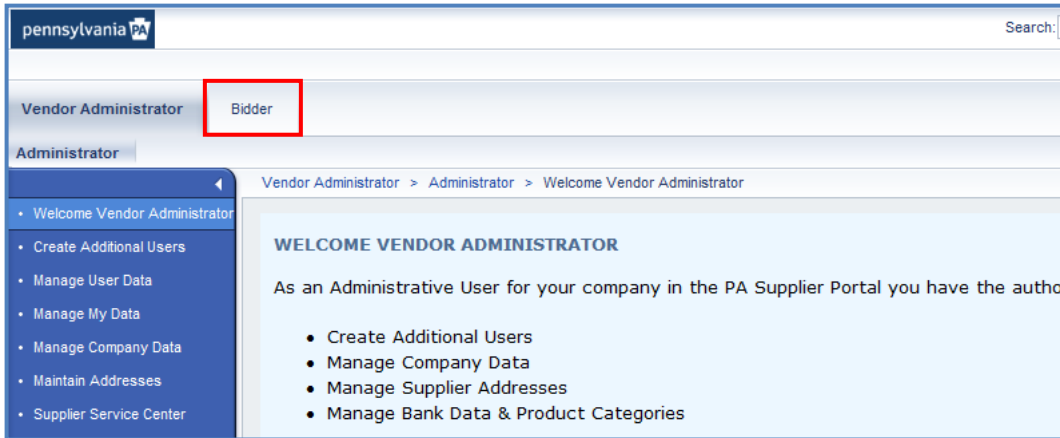 pennsylvania PA
Search:
Vendor Administrator Bidder
Administrator
Vendor Administrator > Administrator > Welcome Vendor Administrator
• Welcome Vendor Administrator
• Create Additional Users
• Manage User Data
• Manage My Data
• Manage Company Data
• Maintain Addresses
• Supplier Service Center
WELCOME VENDOR ADMINISTRATOR
As an Administrative User for your company in the PA Supplier Portal you have the autho
• Create Additional Users
• Manage Company Data
• Manage Supplier Addresses
• Manage Bank Data & Product Categories